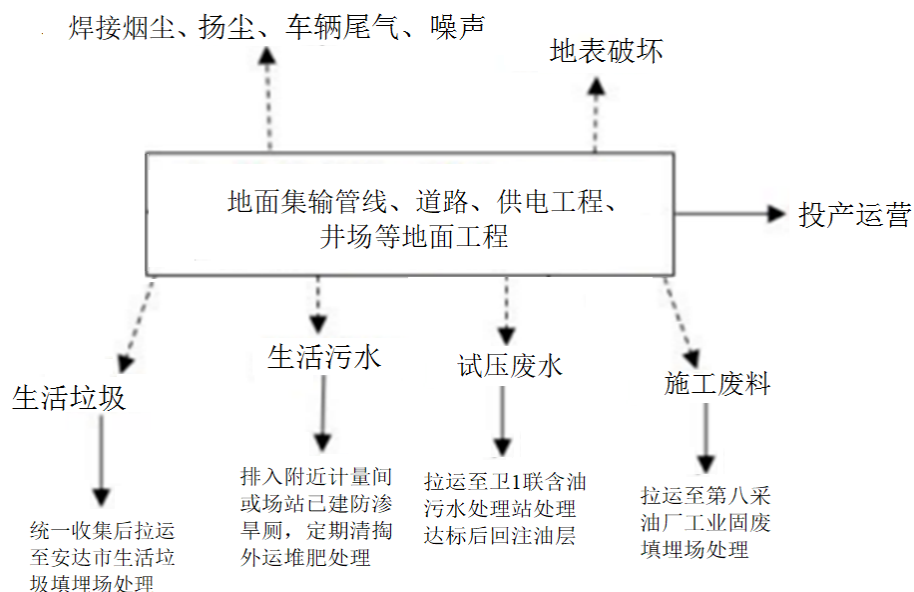 焊接烟尘、扬尘、车辆尾气、噪声
地表破坏
地面集输管线、道路、供电工程、
井场等地面工程
投产运营
生活垃圾
生活污水
试压废水
施工废料
统一收集后拉运
至安达市生活垃
圾填埋场处理
排入附近计量间
或场站已建防渗
旱厕，定期清掏
外运堆肥处理
拉运至卫1联含油
污水处理站处理
达标后回注油层
拉运至第八采
油厂工业固废
填埋场处理